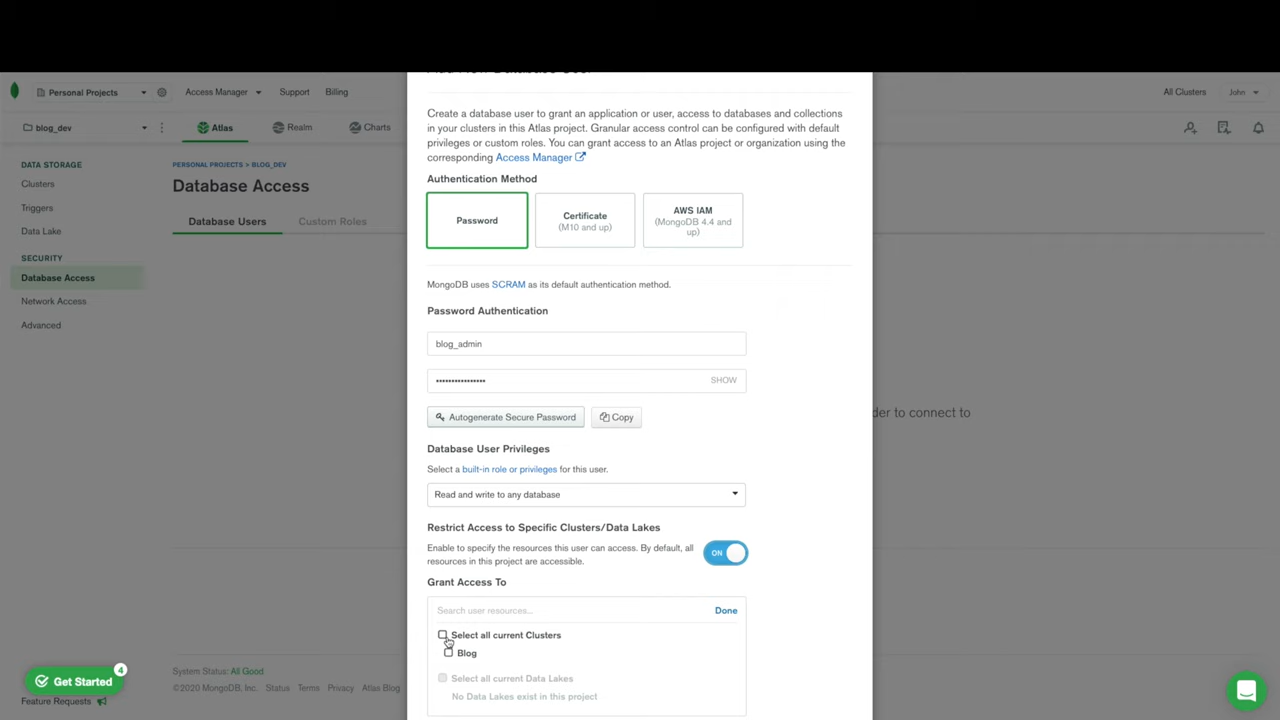 Personal Projects
Access Manager
Support
Billing
All Clusters
John
blog_dev
Atlas
Realm
Charts
DATA STORAGE
Clusters
Triggers
Data Lake
SECURITY
Database Access
Network Access
Advanced
PERSONAL PROJECTS > BLOG_DEV
Database Access
Database Users
Custom Roles
Create a database user to grant an application or user, access to databases and collections
in your clusters in this Atlas project. Granular access control can be configured with default
privileges or custom roles. You can grant access to an Atlas project or organization using the
corresponding Access Manager
Authentication Method
Password
Certificate
(M10 and up)
AWS IAM
(MongoDB 4.4 and
up)
MongoDB uses SCRAM as its default authentication method.
Password Authentication
blog_admin
SHOW
Autogenerate Secure Password
Copy
Database User Privileges
Select a built-in role or privileges for this user.
Read and write to any database
Restrict Access to Specific Clusters/Data Lakes
Enable to specify the resources this user can access. By default, all
resources in this project are accessible.
ON
Grant Access To
Search user resources...
Done
Select all current Clusters
Blog
Select all current Data Lakes
No Data Lakes exist in this project
der to connect to
Get Started
4
Feature Requests
System Status: All Good
©2020 MongoDB, Inc.
Status
Terms
Privacy
Atlas Blog